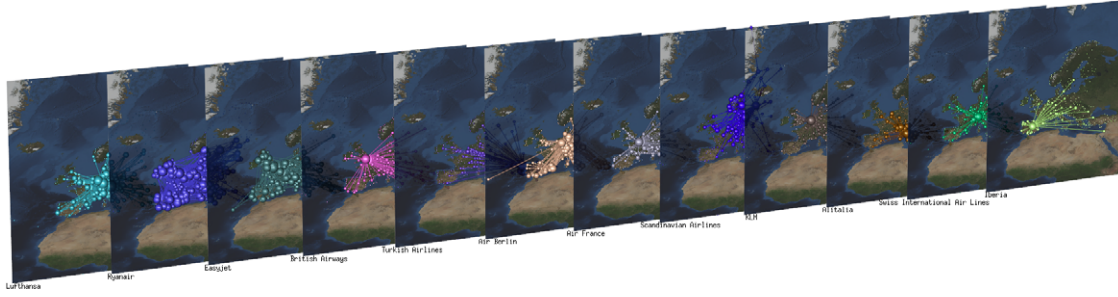 Lufthansa
Ryanair
Easyjet
British Airways
Turkish Airlines
Air Berlin
Air France
Scandinavian Airlines
KLM
Alitalia
Swiss International Air Lines
Iberia